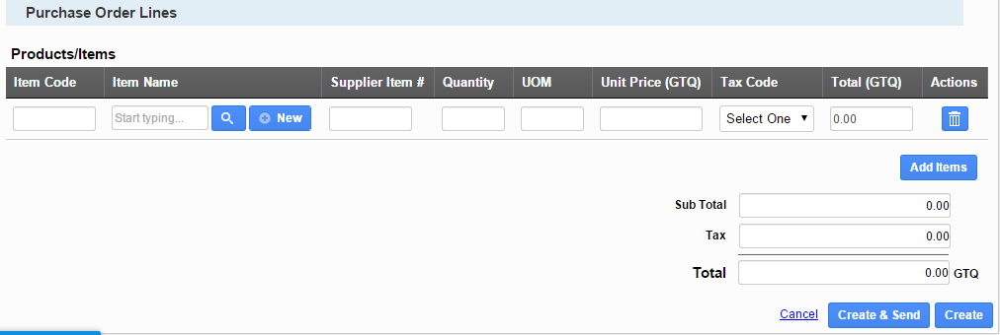 Purchase Order Lines
Products/Items
Item Code Item Name Supplier Item # Quantity UOM Unit Price (GTQ) Tax Code Total (GTQ) Actions
Start typing... New Select One 0.00
Add Items
Sub Total 0.00
Tax 0.00
Total 0.00 GTQ
Cancel Create & Send Create